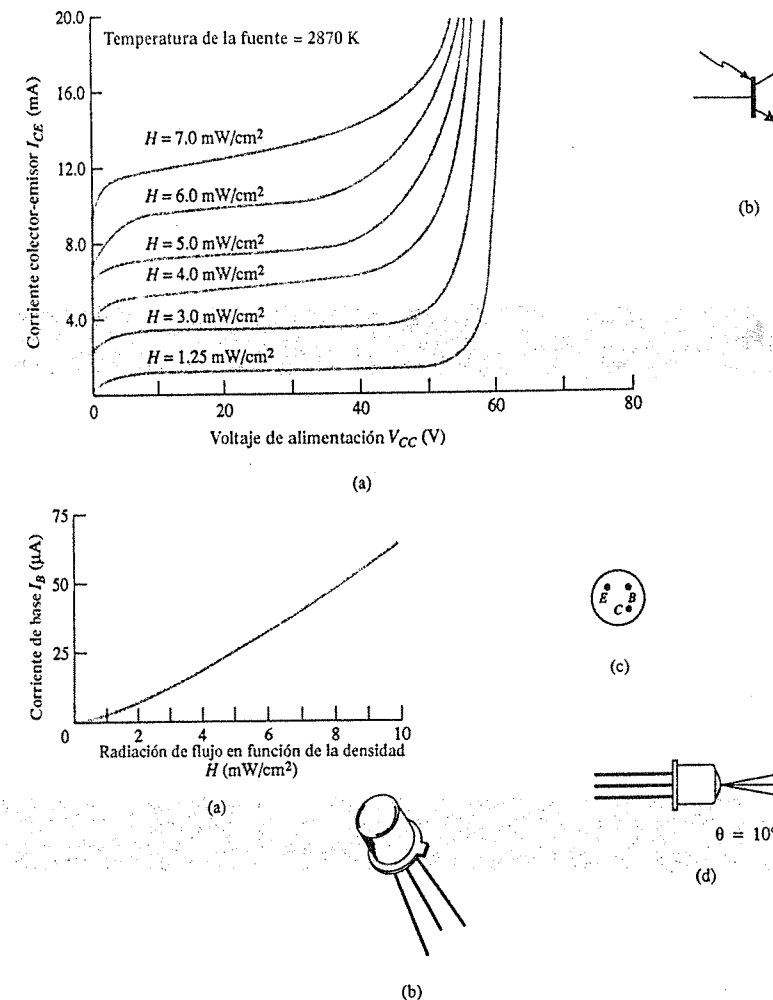 20.0
Temperatura de la fuente = 2870 K
16.0
12.0
8.0
4.0
Corriente colector-emisor I_CE (mA)
H = 7.0 mW/cm²
H = 6.0 mW/cm²
H = 5.0 mW/cm²
H = 4.0 mW/cm²
H = 3.0 mW/cm²
H = 1.25 mW/cm²
0 20 40 60 80
Voltaje de alimentación V_CC (V)
(a)
(b)
75
50
25
Corriente de base I_B (µA)
0 2 4 6 8 10
Radiación de flujo en función de la densidad
H (mW/cm²)
(a)
E B
C
(c)
θ = 10°
(d)
(b)